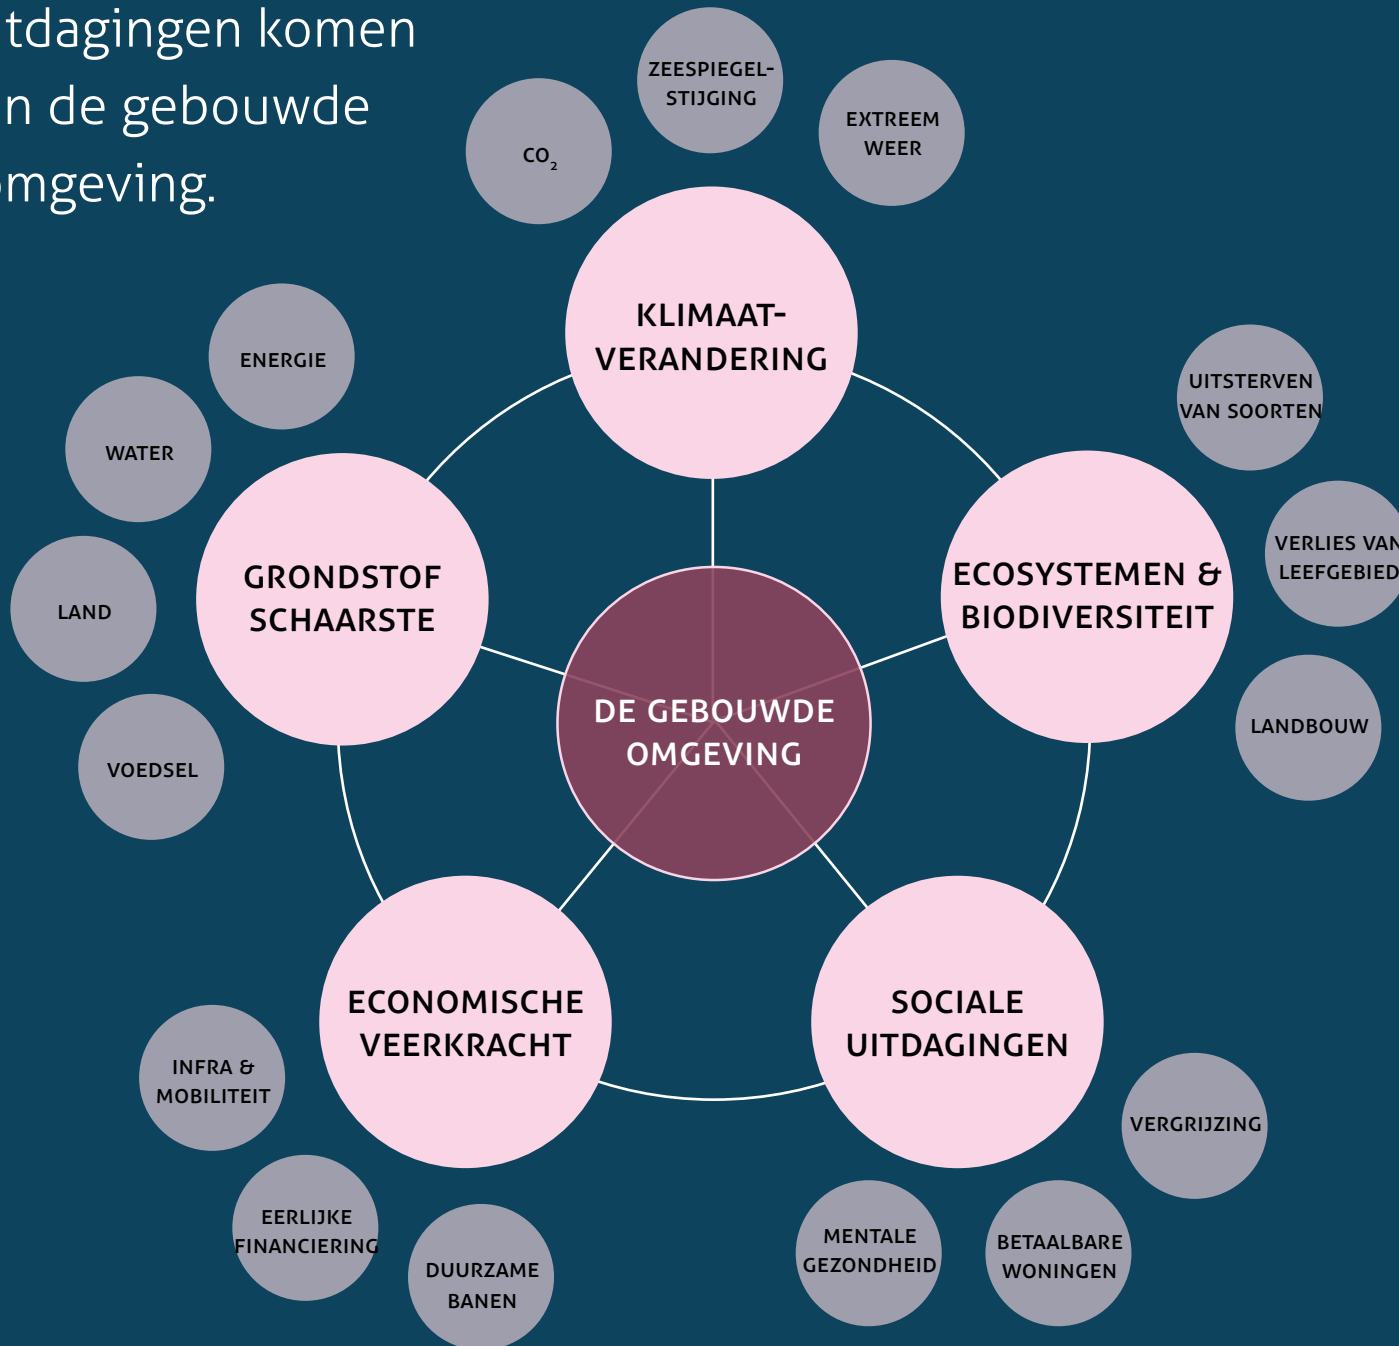 tdagingen komen
n de gebouwde
omgeving.
ZEESPIEGEL-
STIJGING
CO₂
EXTREEM
WEER
KLIMAAT-
VERANDERING
ENERGIE
WATER
LAND
VOEDSEL
GRONDSTOF
SCHAARSTE
UITSTERVEN
VAN SOORTEN
VERLIES VAN
LEEFGEBIED
LANDBOUW
ECOSYSTEMEN &
BIODIVERSITEIT
DE GEBOUWDE
OMGEVING
ECONOMISCHE
VEERKRACHT
INFRA &
MOBILITEIT
EERLIJKE
FINANCIERING
DUURZAME
BANEN
SOCIALE
UITDAGINGEN
VERGRIJZING
MENTALE
GEZONDHEID
BETAALBARE
WONINGEN